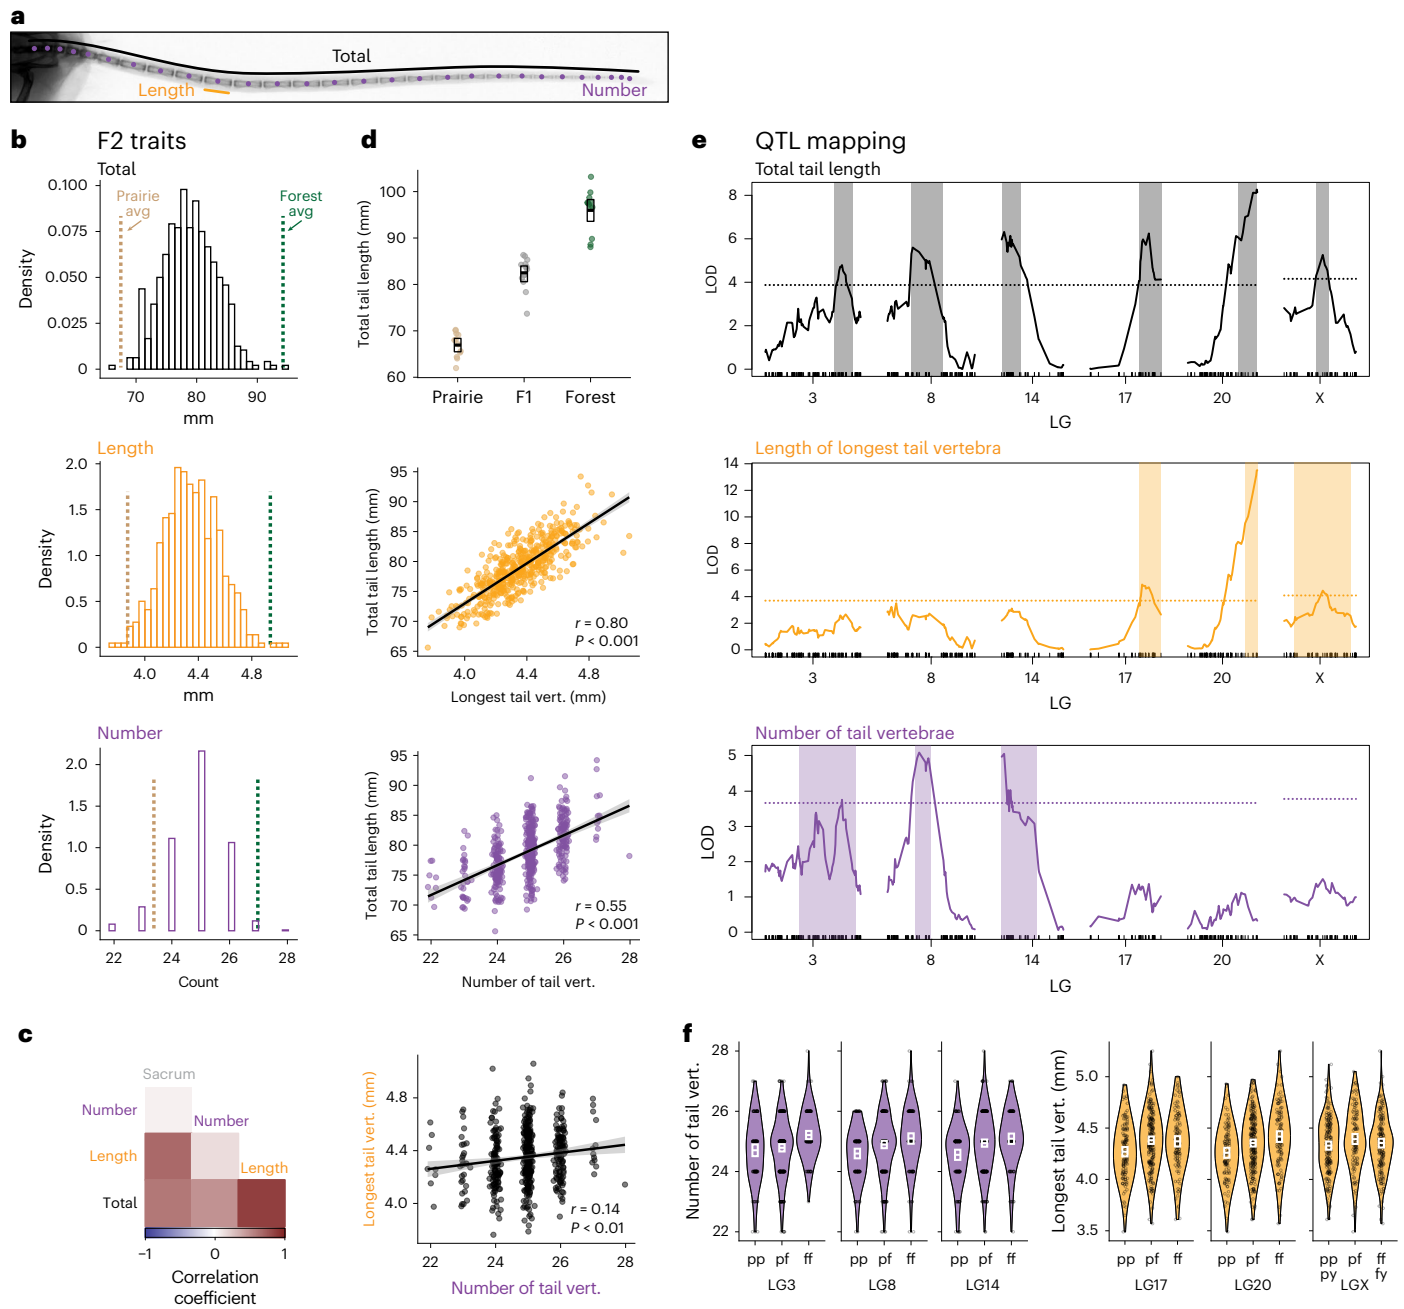 a
Total
Length
Number
b
F2 traits
Total
0.100
0.075
0.050
0.025
0
Density
Prairie
avg
Forest
avg
70 80 90
mm
Length
2.0
1.5
1.0
0.5
0
Density
4.0 4.4 4.8
mm
Number
2.0
1.5
1.0
0.5
0
Density
22 24 26 28
Count
d
100
90
80
70
60
Total tail length (mm)
Prairie F1 Forest
95
90
85
80
75
70
65
Total tail length (mm)
r = 0.80
P < 0.001
4.0 4.4 4.8
Longest tail vert. (mm)
95
90
85
80
75
70
65
Total tail length (mm)
r = 0.55
P < 0.001
22 24 26 28
Number of tail vert.
e
QTL mapping
Total tail length
8
6
4
2
0
LOD
3 8 14 17 20 X
LG
Length of longest tail vertebra
14
12
10
8
6
4
2
0
LOD
3 8 14 17 20 X
LG
Number of tail vertebrae
5
4
3
2
1
0
LOD
3 8 14 17 20 X
LG
c
Sacrum
Number
Number
Length
Length
Total
–1 0 1
Correlation
coefficient
4.8
4.4
4.0
Longest tail vert. (mm)
r = 0.14
P < 0.01
22 24 26 28
Number of tail vert.
f
28
26
24
22
Number of tail vert.
pp pf ff
LG3
pp pf ff
LG8
pp pf ff
LG14
5.0
4.5
4.0
3.5
Longest tail vert. (mm)
pp pf ff
LG17
pp pf ff
LG20
pp pf ff
py fy
LGX